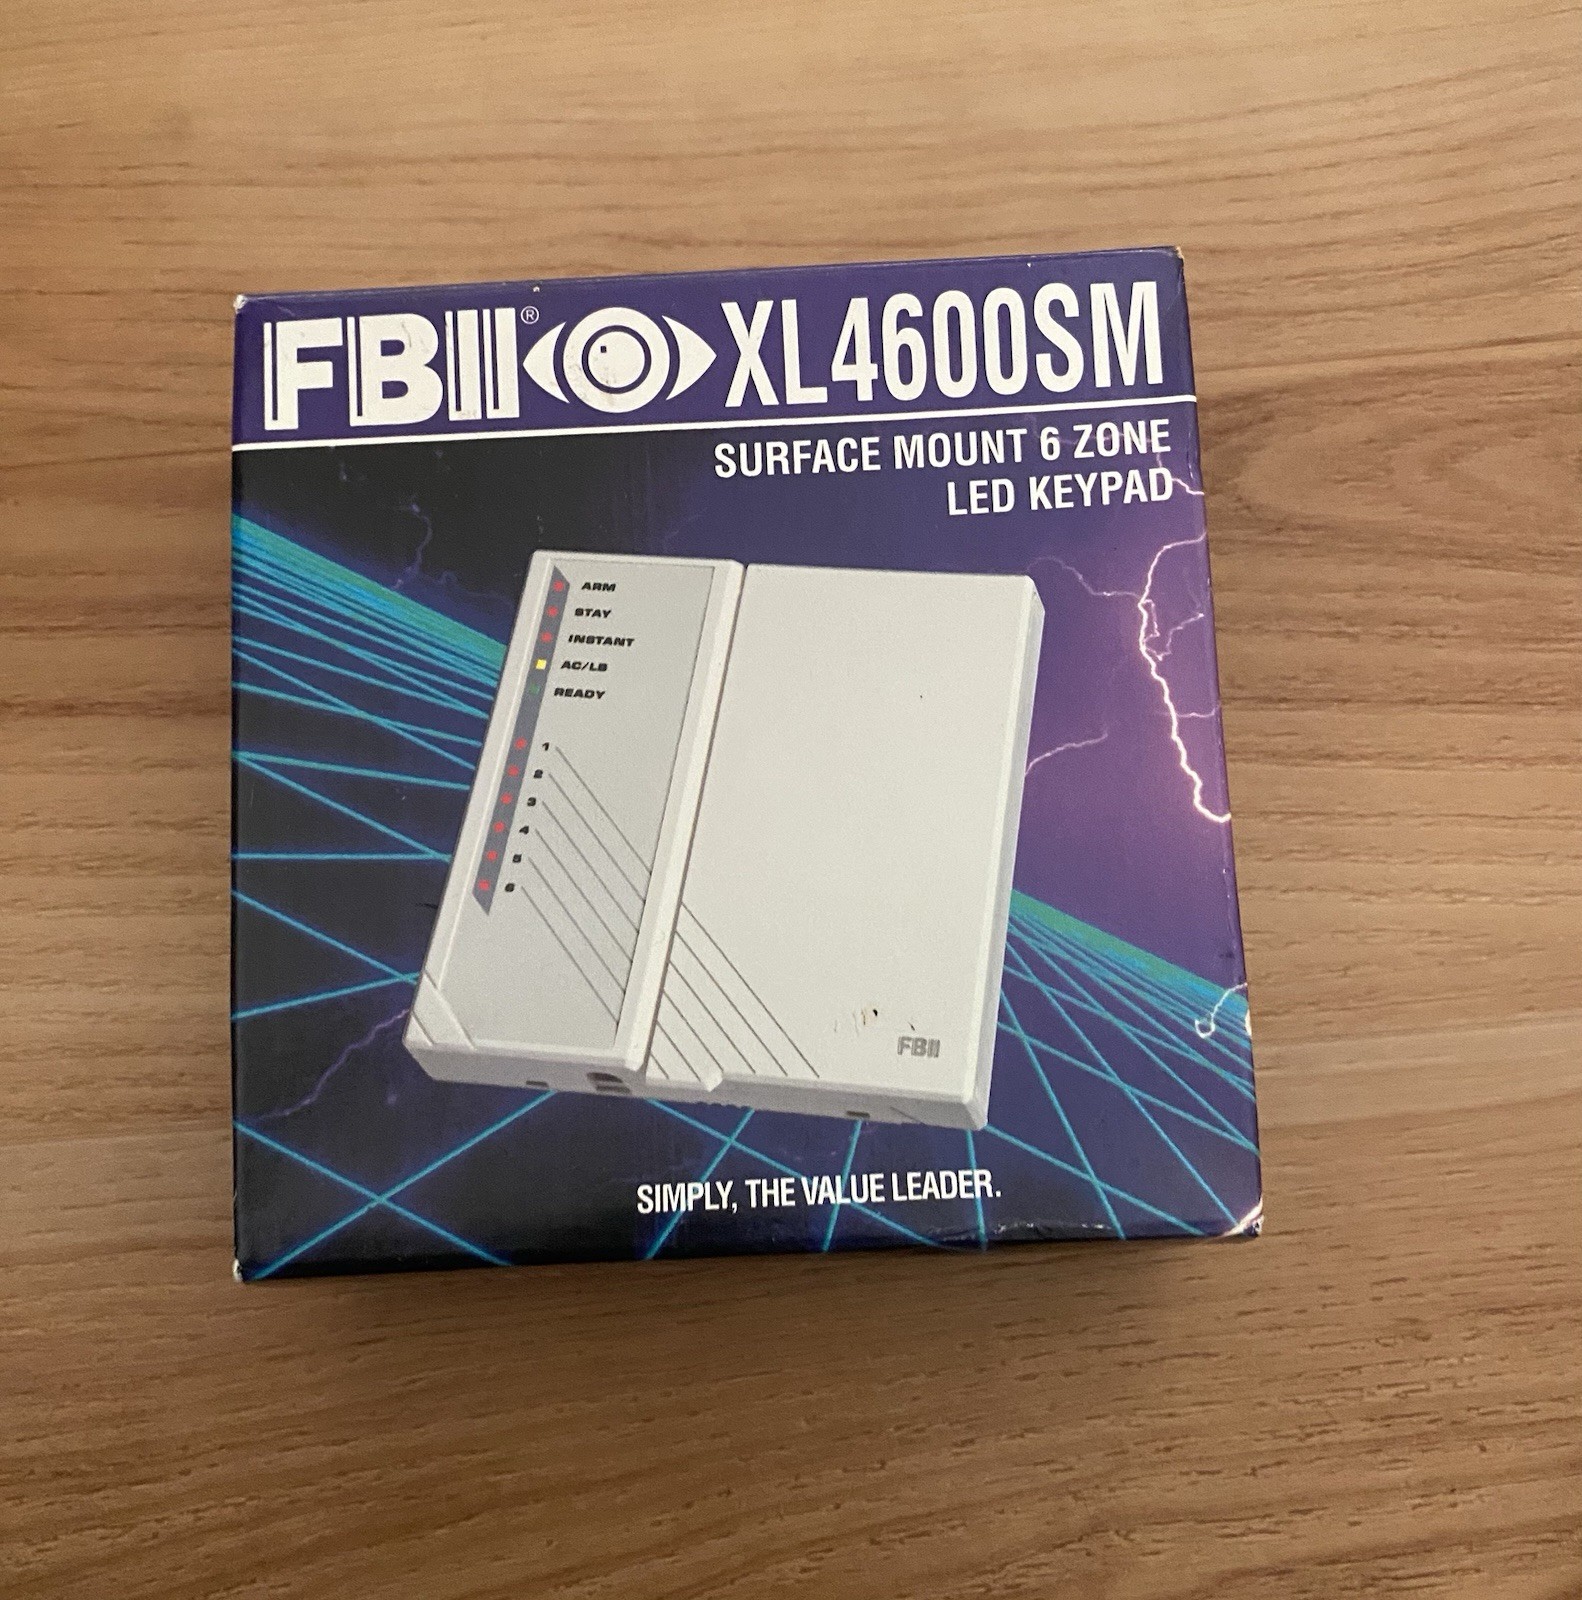 FBII® XL4600SM
SURFACE MOUNT 6 ZONE
LED KEYPAD
ARM
STAY
INSTANT
AC/LB
READY
1
2
3
4
5
6
FBII
SIMPLY, THE VALUE LEADER.